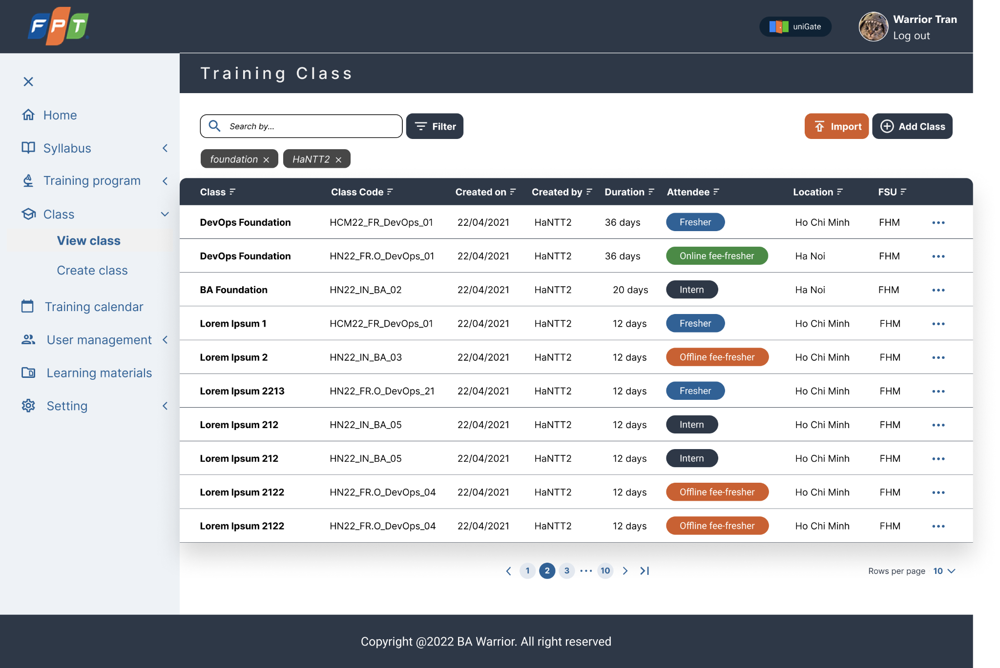 FPT
uniGate
Warrior Tran
Log out
Training Class
Home
Syllabus
Training program
Class
View class
Create class
Training calendar
User management
Learning materials
Setting
Search by...
Filter
Import
Add Class
foundation
HaNTT2
Class Class Code Created on Created by Duration Attendee Location FSU
DevOps Foundation HCM22_FR_DevOps_01 22/04/2021 HaNTT2 36 days Fresher Ho Chi Minh FHM
DevOps Foundation HN22_FR.O_DevOps_01 22/04/2021 HaNTT2 36 days Online fee-fresher Ha Noi FHM
BA Foundation HN22_IN_BA_02 22/04/2021 HaNTT2 20 days Intern Ha Noi FHM
Lorem Ipsum 1 HCM22_FR_DevOps_01 22/04/2021 HaNTT2 12 days Fresher Ho Chi Minh FHM
Lorem Ipsum 2 HN22_IN_BA_03 22/04/2021 HaNTT2 12 days Offline fee-fresher Ho Chi Minh FHM
Lorem Ipsum 2213 HN22_FR.O_DevOps_21 22/04/2021 HaNTT2 12 days Fresher Ho Chi Minh FHM
Lorem Ipsum 212 HN22_IN_BA_05 22/04/2021 HaNTT2 12 days Intern Ho Chi Minh FHM
Lorem Ipsum 212 HN22_IN_BA_05 22/04/2021 HaNTT2 12 days Intern Ho Chi Minh FHM
Lorem Ipsum 2122 HN22_FR.O_DevOps_04 22/04/2021 HaNTT2 12 days Offline fee-fresher Ho Chi Minh FHM
Lorem Ipsum 2122 HN22_FR.O_DevOps_04 22/04/2021 HaNTT2 12 days Offline fee-fresher Ho Chi Minh FHM
1 2 3 ... 10
Rows per page 10
Copyright @2022 BA Warrior. All right reserved